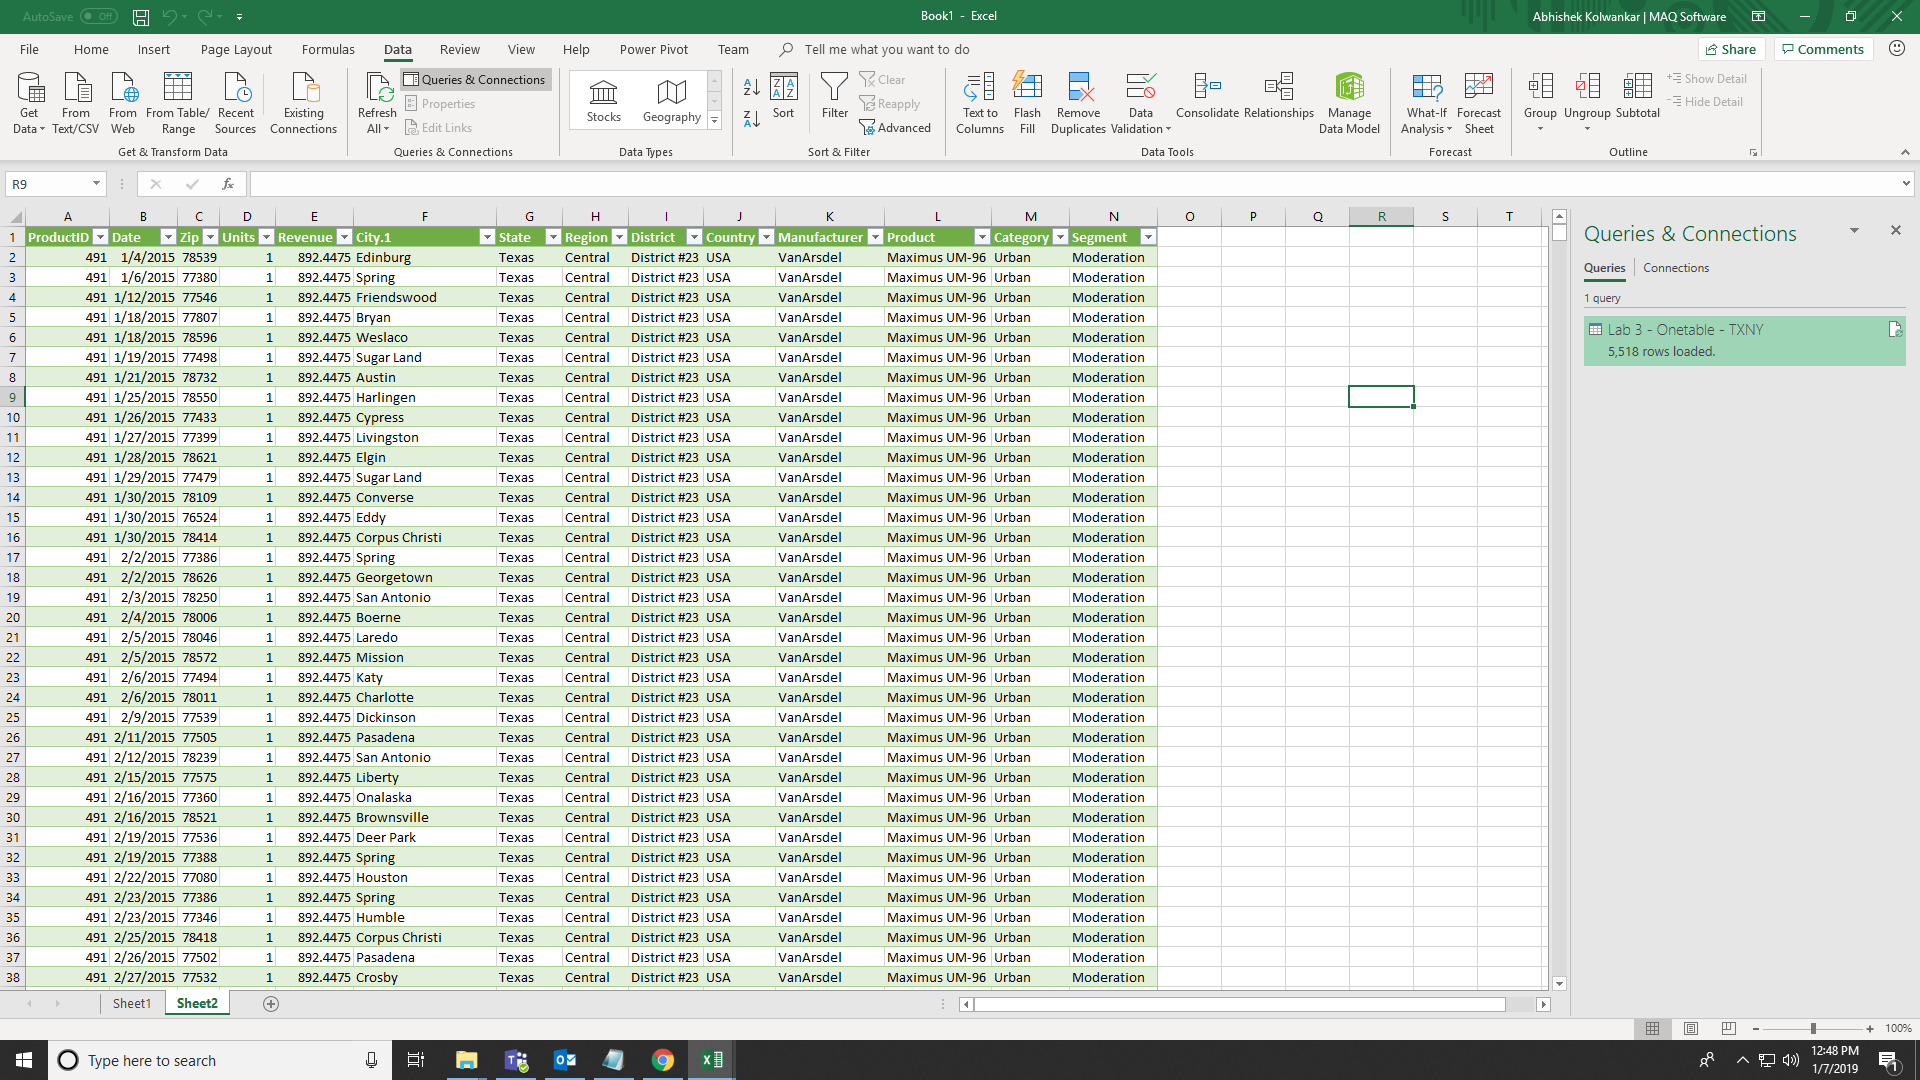 AutoSave Off Book1 - Excel Abhishek Kolwankar | MAQ Software
File Home Insert Page Layout Formulas Data Review View Help Power Pivot Team Tell me what you want to do Share Comments
Get Data From Text/CSV From Web From Table/ Range Recent Sources Existing Connections
Get & Transform Data
Refresh All Queries & Connections Properties Edit Links
Queries & Connections
Stocks Geography
Data Types
Sort Filter Clear Reapply Advanced
Sort & Filter
Text to Columns Flash Fill Remove Duplicates Data Validation Consolidate Relationships Manage Data Model
Data Tools
What-If Analysis Forecast Sheet
Forecast
Group Ungroup Subtotal Show Detail Hide Detail
Outline
R9 fx
A B C D E F G H I J K L M N O P Q R S T
1 ProductID Date Zip Units Revenue City.1 State Region District Country Manufacturer Product Category Segment
2 491 1/4/2015 78539 1 892.4475 Edinburg Texas Central District #23 USA VanArsdel Maximus UM-96 Urban Moderation
3 491 1/6/2015 77380 1 892.4475 Spring Texas Central District #23 USA VanArsdel Maximus UM-96 Urban Moderation
4 491 1/12/2015 77546 1 892.4475 Friendswood Texas Central District #23 USA VanArsdel Maximus UM-96 Urban Moderation
5 491 1/18/2015 77807 1 892.4475 Bryan Texas Central District #23 USA VanArsdel Maximus UM-96 Urban Moderation
6 491 1/18/2015 78596 1 892.4475 Weslaco Texas Central District #23 USA VanArsdel Maximus UM-96 Urban Moderation
7 491 1/19/2015 77498 1 892.4475 Sugar Land Texas Central District #23 USA VanArsdel Maximus UM-96 Urban Moderation
8 491 1/21/2015 78732 1 892.4475 Austin Texas Central District #23 USA VanArsdel Maximus UM-96 Urban Moderation
9 491 1/25/2015 78550 1 892.4475 Harlingen Texas Central District #23 USA VanArsdel Maximus UM-96 Urban Moderation
10 491 1/26/2015 77433 1 892.4475 Cypress Texas Central District #23 USA VanArsdel Maximus UM-96 Urban Moderation
11 491 1/27/2015 77399 1 892.4475 Livingston Texas Central District #23 USA VanArsdel Maximus UM-96 Urban Moderation
12 491 1/28/2015 78621 1 892.4475 Elgin Texas Central District #23 USA VanArsdel Maximus UM-96 Urban Moderation
13 491 1/29/2015 77479 1 892.4475 Sugar Land Texas Central District #23 USA VanArsdel Maximus UM-96 Urban Moderation
14 491 1/30/2015 78109 1 892.4475 Converse Texas Central District #23 USA VanArsdel Maximus UM-96 Urban Moderation
15 491 1/30/2015 76524 1 892.4475 Eddy Texas Central District #23 USA VanArsdel Maximus UM-96 Urban Moderation
16 491 1/30/2015 78414 1 892.4475 Corpus Christi Texas Central District #23 USA VanArsdel Maximus UM-96 Urban Moderation
17 491 2/2/2015 77386 1 892.4475 Spring Texas Central District #23 USA VanArsdel Maximus UM-96 Urban Moderation
18 491 2/2/2015 78626 1 892.4475 Georgetown Texas Central District #23 USA VanArsdel Maximus UM-96 Urban Moderation
19 491 2/3/2015 78250 1 892.4475 San Antonio Texas Central District #23 USA VanArsdel Maximus UM-96 Urban Moderation
20 491 2/4/2015 78006 1 892.4475 Boerne Texas Central District #23 USA VanArsdel Maximus UM-96 Urban Moderation
21 491 2/5/2015 78046 1 892.4475 Laredo Texas Central District #23 USA VanArsdel Maximus UM-96 Urban Moderation
22 491 2/5/2015 78572 1 892.4475 Mission Texas Central District #23 USA VanArsdel Maximus UM-96 Urban Moderation
23 491 2/6/2015 77494 1 892.4475 Katy Texas Central District #23 USA VanArsdel Maximus UM-96 Urban Moderation
24 491 2/6/2015 78011 1 892.4475 Charlotte Texas Central District #23 USA VanArsdel Maximus UM-96 Urban Moderation
25 491 2/9/2015 77539 1 892.4475 Dickinson Texas Central District #23 USA VanArsdel Maximus UM-96 Urban Moderation
26 491 2/11/2015 77505 1 892.4475 Pasadena Texas Central District #23 USA VanArsdel Maximus UM-96 Urban Moderation
27 491 2/12/2015 78239 1 892.4475 San Antonio Texas Central District #23 USA VanArsdel Maximus UM-96 Urban Moderation
28 491 2/15/2015 77575 1 892.4475 Liberty Texas Central District #23 USA VanArsdel Maximus UM-96 Urban Moderation
29 491 2/16/2015 77360 1 892.4475 Onalaska Texas Central District #23 USA VanArsdel Maximus UM-96 Urban Moderation
30 491 2/16/2015 78521 1 892.4475 Brownsville Texas Central District #23 USA VanArsdel Maximus UM-96 Urban Moderation
31 491 2/19/2015 77536 1 892.4475 Deer Park Texas Central District #23 USA VanArsdel Maximus UM-96 Urban Moderation
32 491 2/19/2015 77388 1 892.4475 Spring Texas Central District #23 USA VanArsdel Maximus UM-96 Urban Moderation
33 491 2/22/2015 77080 1 892.4475 Houston Texas Central District #23 USA VanArsdel Maximus UM-96 Urban Moderation
34 491 2/23/2015 77386 1 892.4475 Spring Texas Central District #23 USA VanArsdel Maximus UM-96 Urban Moderation
35 491 2/23/2015 77346 1 892.4475 Humble Texas Central District #23 USA VanArsdel Maximus UM-96 Urban Moderation
36 491 2/25/2015 78418 1 892.4475 Corpus Christi Texas Central District #23 USA VanArsdel Maximus UM-96 Urban Moderation
37 491 2/26/2015 77502 1 892.4475 Pasadena Texas Central District #23 USA VanArsdel Maximus UM-96 Urban Moderation
38 491 2/27/2015 77532 1 892.4475 Crosby Texas Central District #23 USA VanArsdel Maximus UM-96 Urban Moderation
Queries & Connections
Queries Connections
1 query
Lab 3 - Onetable - TXNY
5,518 rows loaded.
Sheet1 Sheet2
100%
Type here to search
12:48 PM
1/7/2019
1